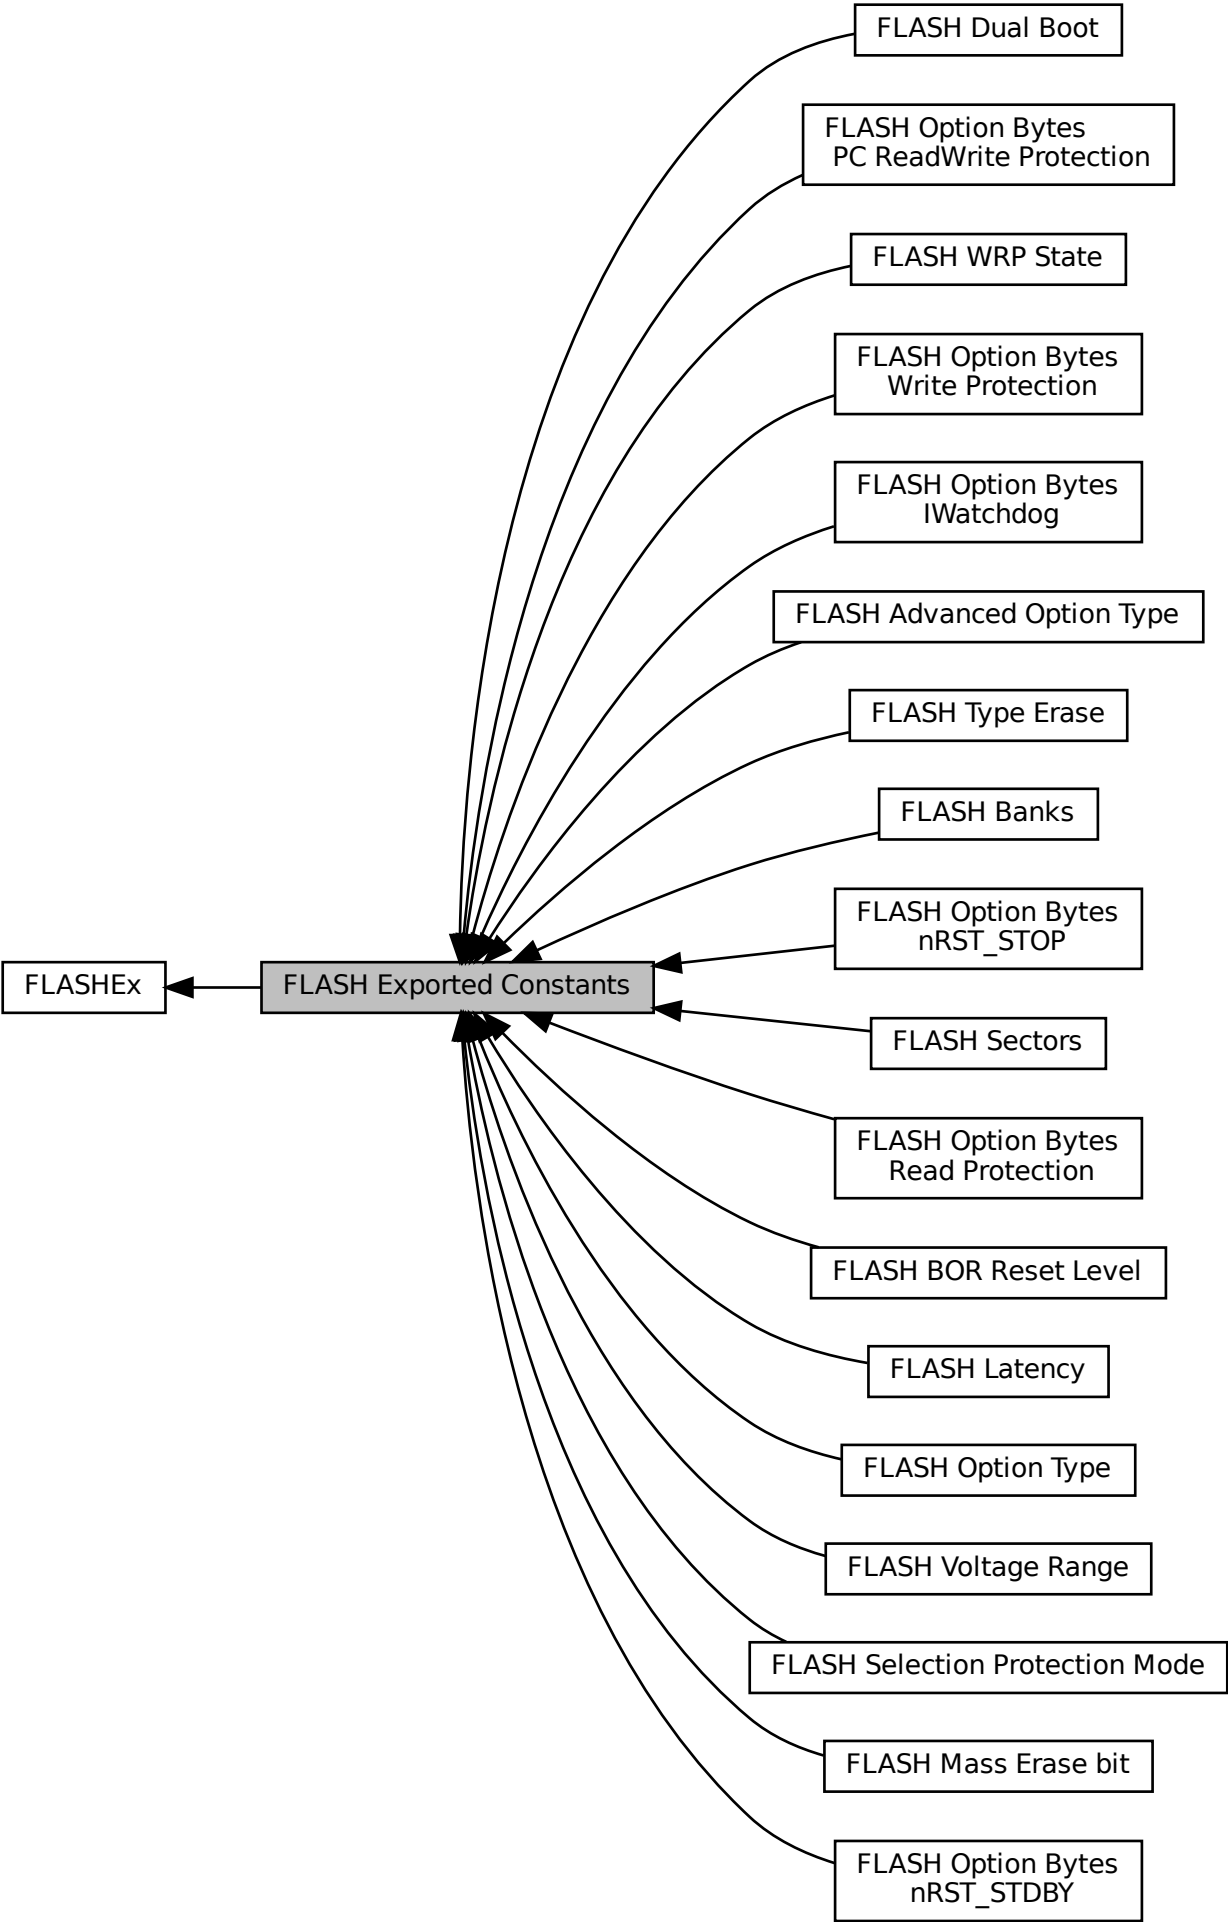 FLASH Dual Boot
FLASH Option Bytes
PC ReadWrite Protection
FLASH WRP State
FLASH Option Bytes
Write Protection
FLASH Option Bytes
IWatchdog
FLASH Advanced Option Type
FLASH Type Erase
FLASH Banks
FLASH Option Bytes
nRST_STOP
FLASHEx
FLASH Exported Constants
FLASH Sectors
FLASH Option Bytes
Read Protection
FLASH BOR Reset Level
FLASH Latency
FLASH Option Type
FLASH Voltage Range
FLASH Selection Protection Mode
FLASH Mass Erase bit
FLASH Option Bytes
nRST_STDBY